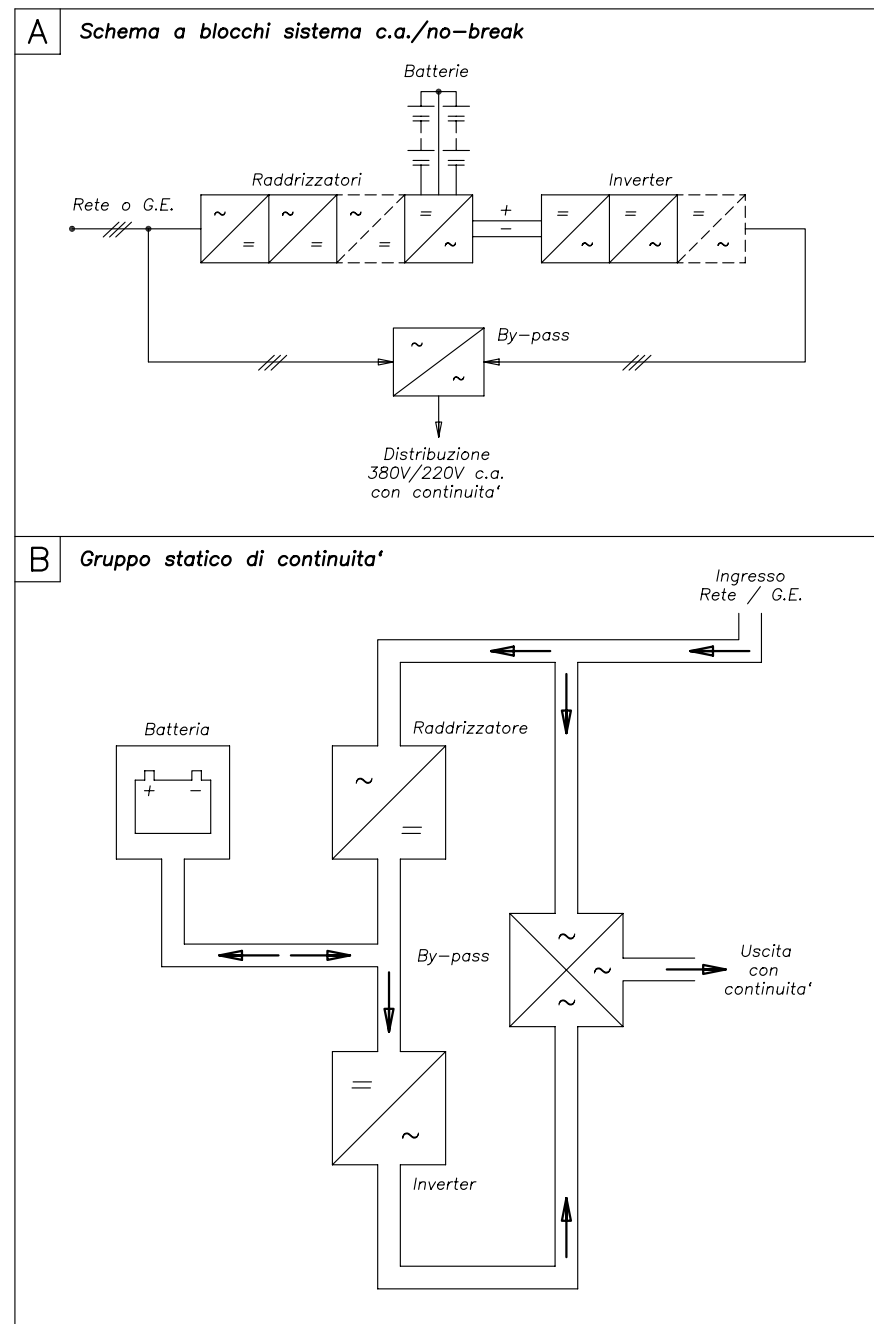 A
Schema a blocchi sistema c.a./no-break
Batterie
Raddrizzatori
Inverter
Rete o G.E.
~ = ~ = ~ = = ~ + - = ~ = ~ = ~
By-pass
~ ~
Distribuzione
380V/220V c.a.
con continuita'
B
Gruppo statico di continuita'
Ingresso
Rete / G.E.
Batteria
Raddrizzatore
+ -
~
=
By-pass
~
~
~
Uscita
con
continuita'
=
~
Inverter